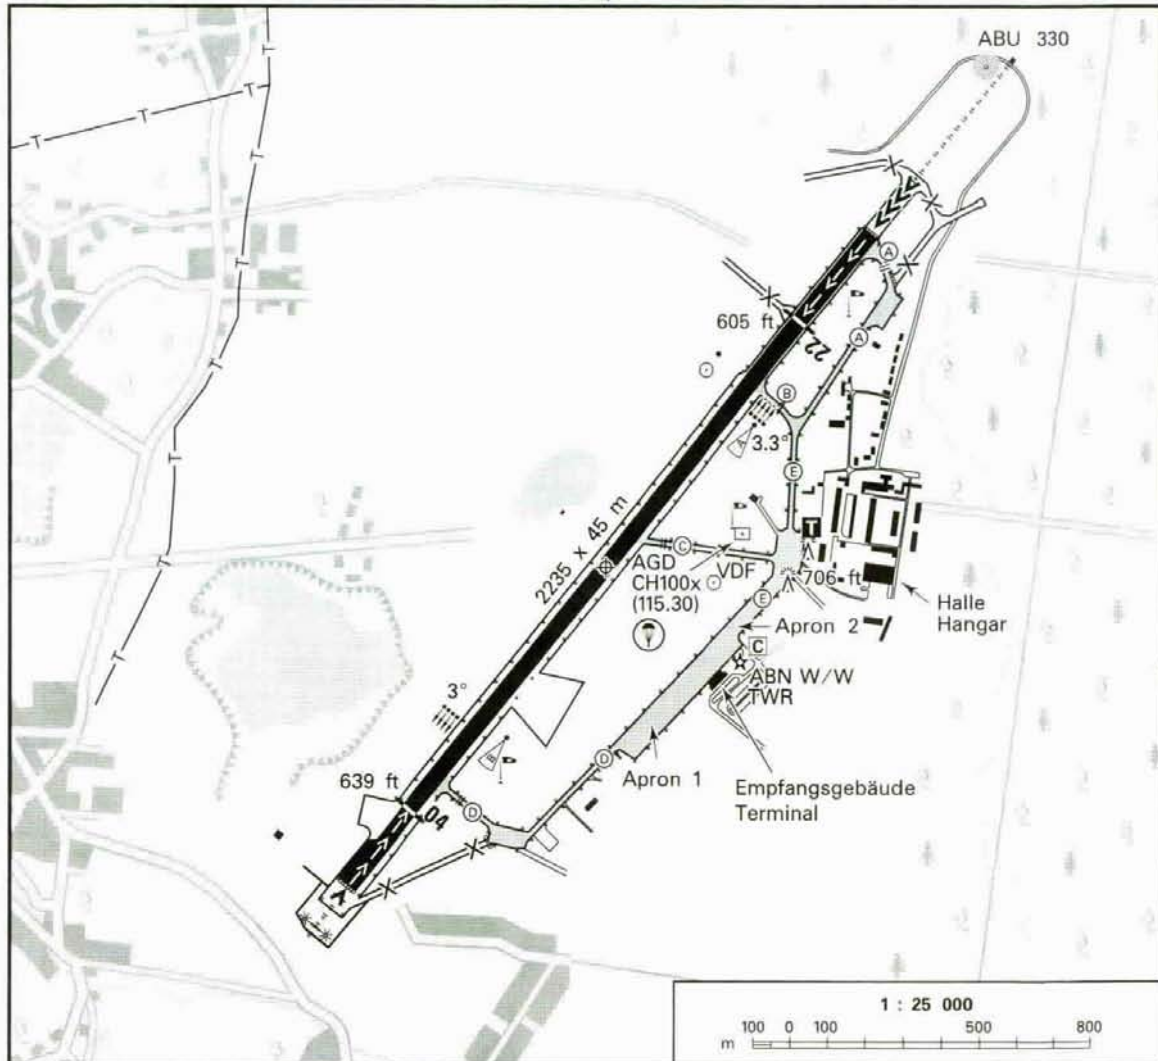 ABU 330
T
T
T
T
T
T
T
T
A
605 ft
22
A
B
3.3°
E
2235 x 45 m
C
T
AGD
CH100x
(115.30)
VDF
706 ft
E
Halle
Hangar
Apron 2
C
ABN W/W
TWR
3°
D
Apron 1
Empfangsgebäude
Terminal
639 ft
04
D
1 : 25 000
100 0 100 500 800
m